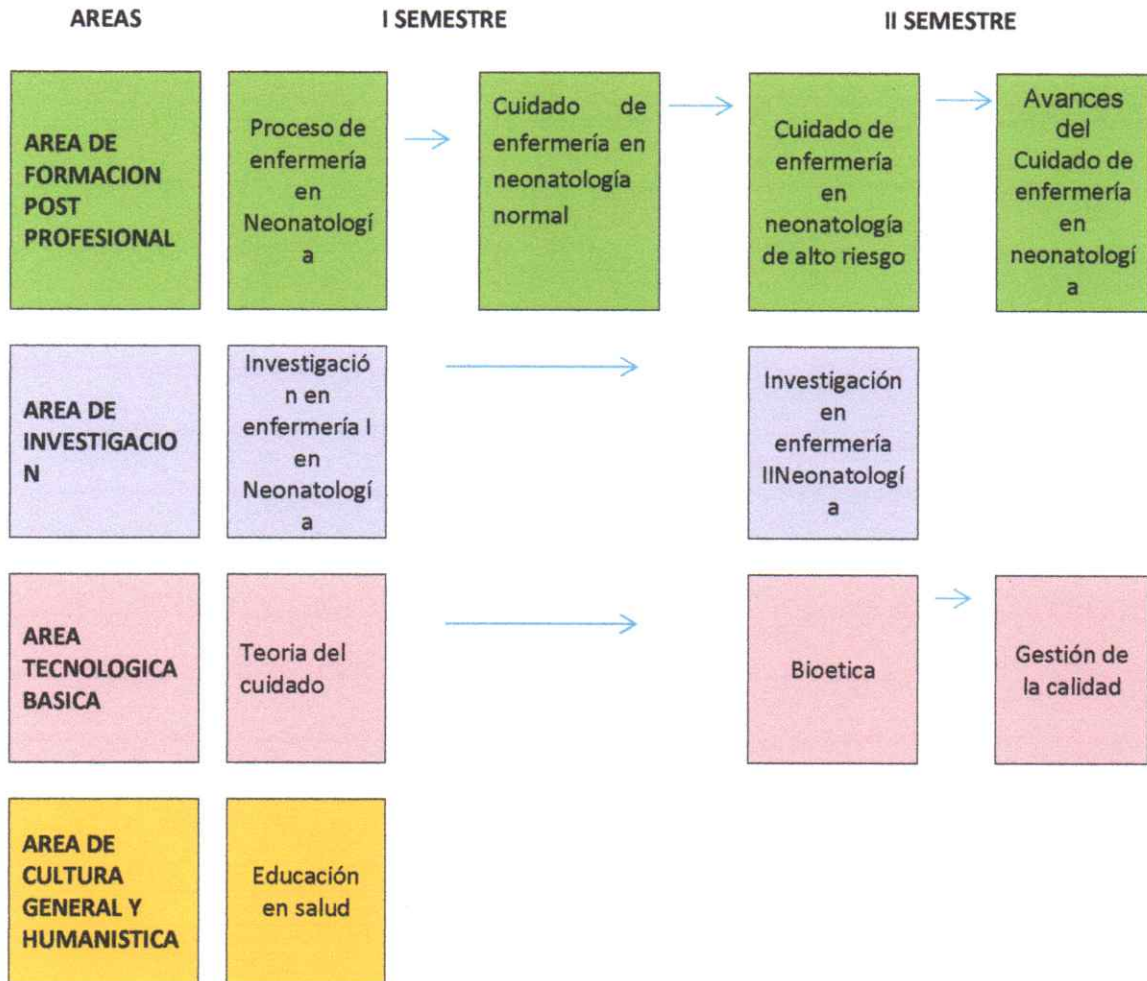 AREAS
I SEMESTRE
II SEMESTRE
AREA DE
FORMACION
POST
PROFESIONAL
Proceso de
enfermería
en
Neonatologí
a
Cuidado de
enfermería en
neonatología
normal
Cuidado de
enfermería
en
neonatología
de alto riesgo
Avances
del
Cuidado de
enfermería
en
neonatologí
a
AREA DE
INVESTIGACIO
N
Investigació
n en
enfermería I
en
Neonatologí
a
Investigación
en
enfermería
IINeonatologí
a
AREA
TECNOLOGICA
BASICA
Teoria del
cuidado
Bioetica
Gestión de
la calidad
AREA DE
CULTURA
GENERAL Y
HUMANISTICA
Educación
en salud